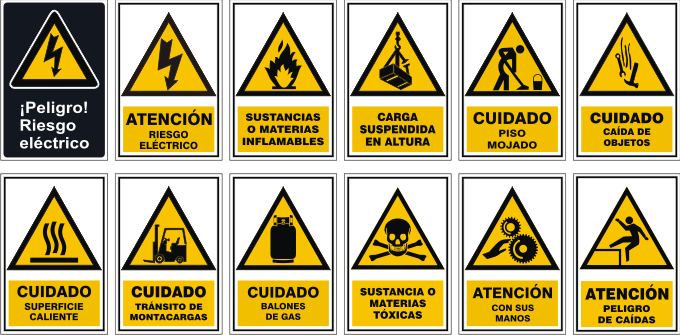 ¡Peligro!
Riesgo
eléctrico
ATENCIÓN
RIESGO
ELÉCTRICO
SUSTANCIAS
O MATERIAS
INFLAMABLES
CARGA
SUSPENDIDA
EN ALTURA
CUIDADO
PISO
MOJADO
CUIDADO
CAÍDA DE
OBJETOS
CUIDADO
SUPERFICIE
CALIENTE
CUIDADO
TRÁNSITO DE
MONTACARGAS
CUIDADO
BALONES
DE GAS
SUSTANCIA O
MATERIAS
TÓXICAS
ATENCIÓN
CON SUS
MANOS
ATENCIÓN
PELIGRO
DE CAÍDAS